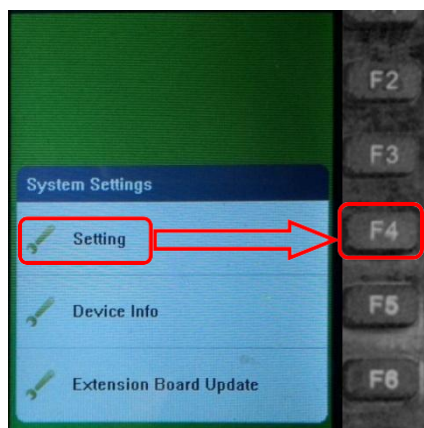 F2
F3
System Settings
Setting
F4
Device Info
F5
Extension Board Update
F6